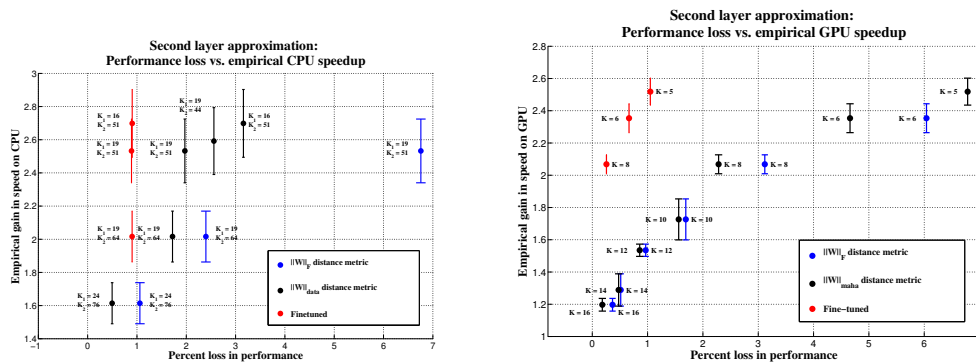 Second layer approximation:
Performance loss vs. empirical CPU speedup
Empirical gain in speed on CPU
3
2.8
2.6
2.4
2.2
2
1.8
1.6
1.4
−1
0
1
2
3
4
5
6
7
Percent loss in performance
K1 = 16
K2 = 51
K1 = 19
K2 = 51
K1 = 19
K2 = 64
K1 = 19
K2 = 44
K1 = 19
K2 = 51
K1 = 16
K2 = 51
K1 = 19
K2 = 51
K1 = 19
K2 = 64
K1 = 19
K2 = 64
K1 = 24
K2 = 76
K1 = 24
K2 = 76
||W||F distance metric
||W||data distance metric
Finetuned
Second layer approximation:
Performance loss vs. empirical GPU speedup
Empirical gain in speed on GPU
2.8
2.6
2.4
2.2
2
1.8
1.6
1.4
1.2
1
0
1
2
3
4
5
6
Percent loss in performance
K = 5
K = 5
K = 6
K = 6
K = 6
K = 8
K = 8
K = 8
K = 10
K = 10
K = 12
K = 12
K = 14
K = 14
K = 16
K = 16
||W||F distance metric
||W||maha distance metric
Fine−tuned